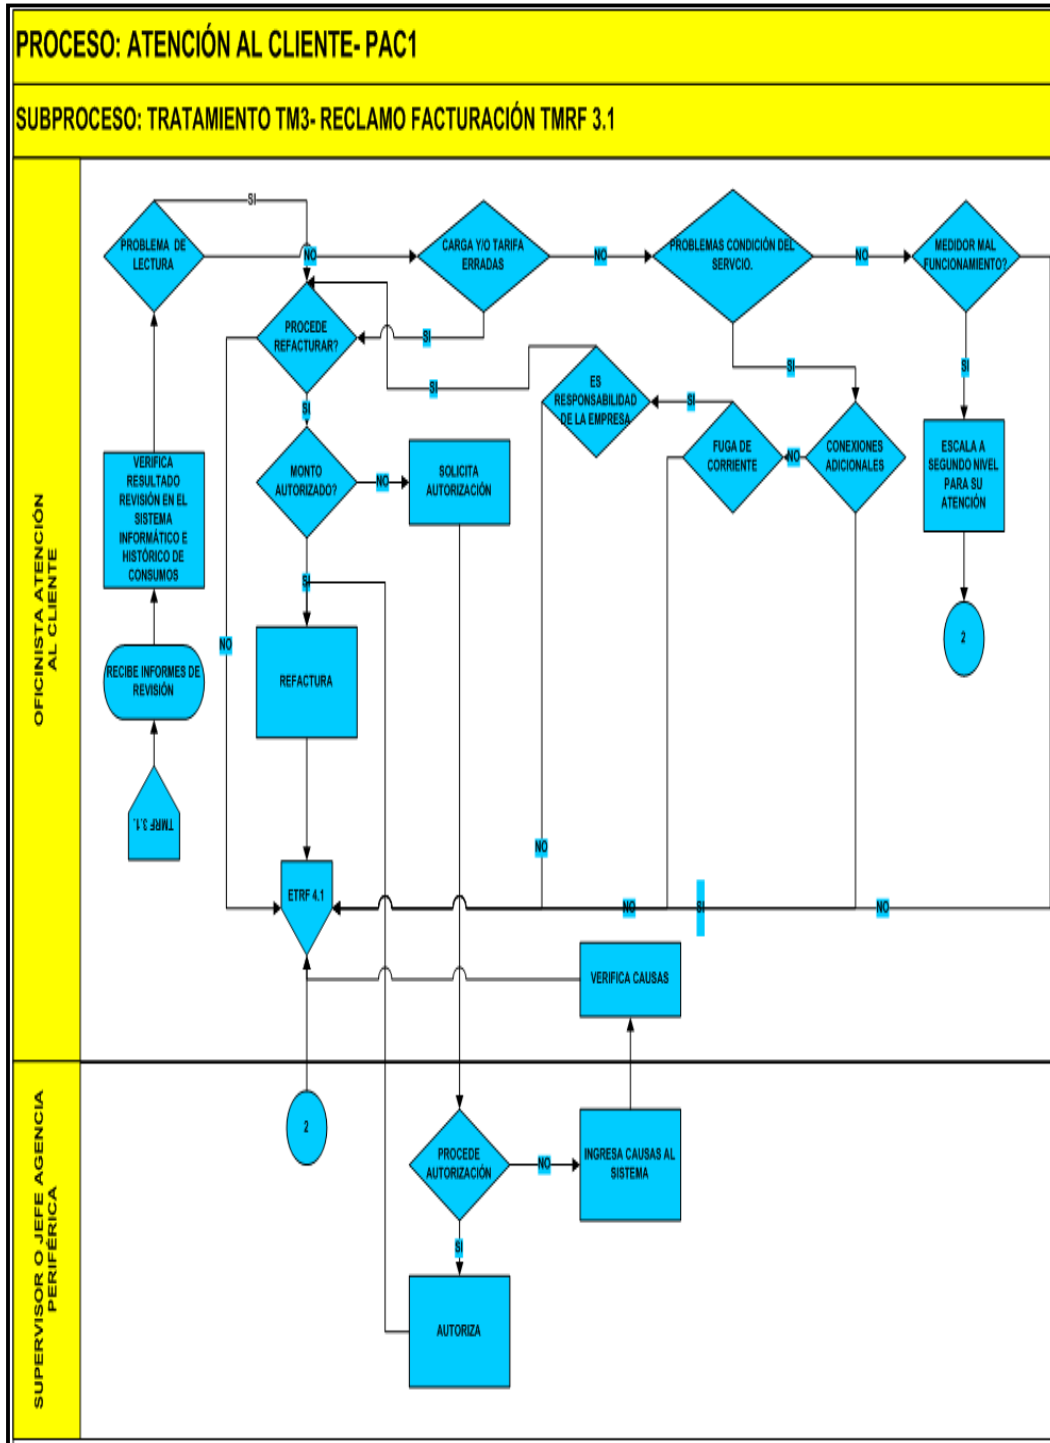 PROCESO: ATENCIÓN AL CLIENTE- PAC1
SUBPROCESO: TRATAMIENTO TM3- RECLAMO FACTURACIÓN TMRF 3.1
OFICINISTA ATENCIÓN
AL CLIENTE
PROBLEMA DE
LECTURA
SI
NO
CARGA Y/O TARIFA
ERRADAS
NO
PROBLEMAS CONDICIÓN DEL
SERVCIO.
NO
MEDIDOR MAL
FUNCIONAMIENTO?
PROCEDE
REFACTURAR?
SI
SI
SI
SI
SI
ES
RESPONSABILIDAD
DE LA EMPRESA
SI
FUGA DE
CORRIENTE
NO
CONEXIONES
ADICIONALES
ESCALA A
SEGUNDO NIVEL
PARA SU
ATENCIÓN
VERIFICA
RESULTADO
REVISIÓN EN EL
SISTEMA
INFORMÁTICO E
HISTÓRICO DE
CONSUMOS
MONTO
AUTORIZADO?
NO
SOLICITA
AUTORIZACIÓN
SI
NO
2
RECIBE INFORMES DE
REVISIÓN
REFACTURA
TMRF 3.1.
NO
ETRF 4.1
NO
SI
NO
VERIFICA CAUSAS
SUPERVISOR O JEFE AGENCIA
PERIFÉRICA
2
PROCEDE
AUTORIZACIÓN
NO
INGRESA CAUSAS AL
SISTEMA
SI
AUTORIZA